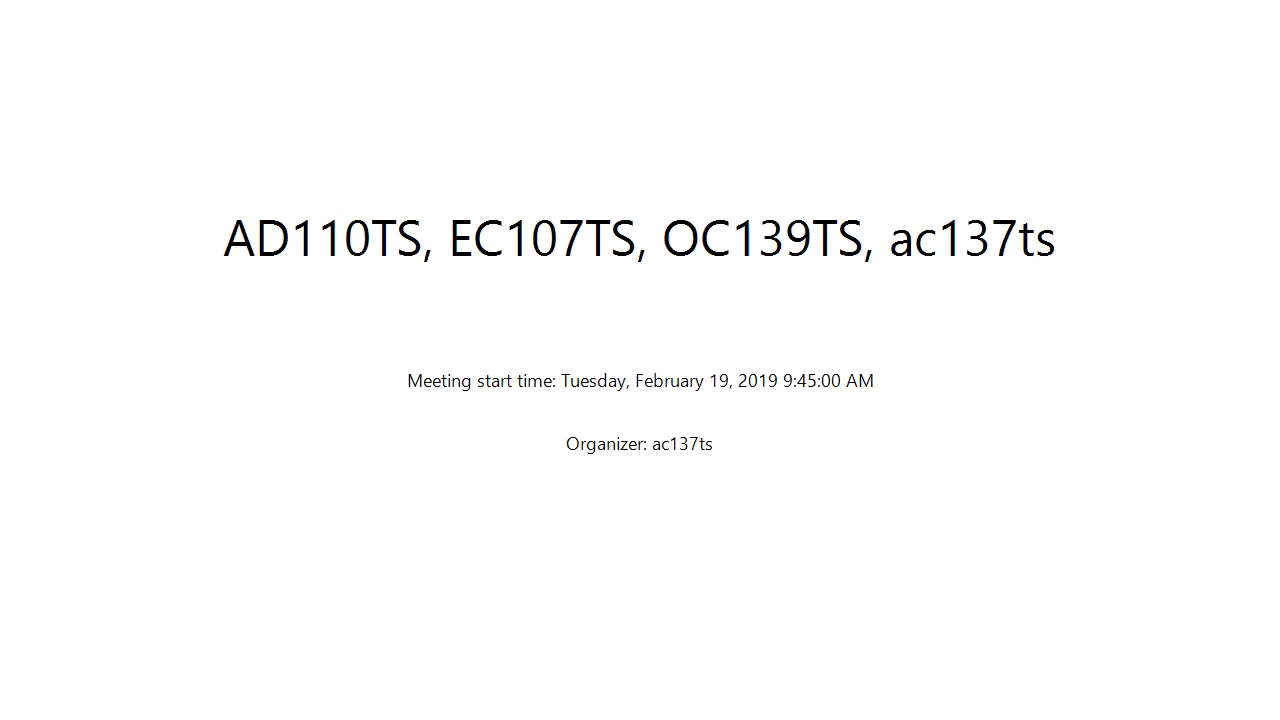 AD110TS, EC107TS, OC139TS, ac137ts
Meeting start time: Tuesday, February 19, 2019 9:45:00 AM
Organizer: ac137ts